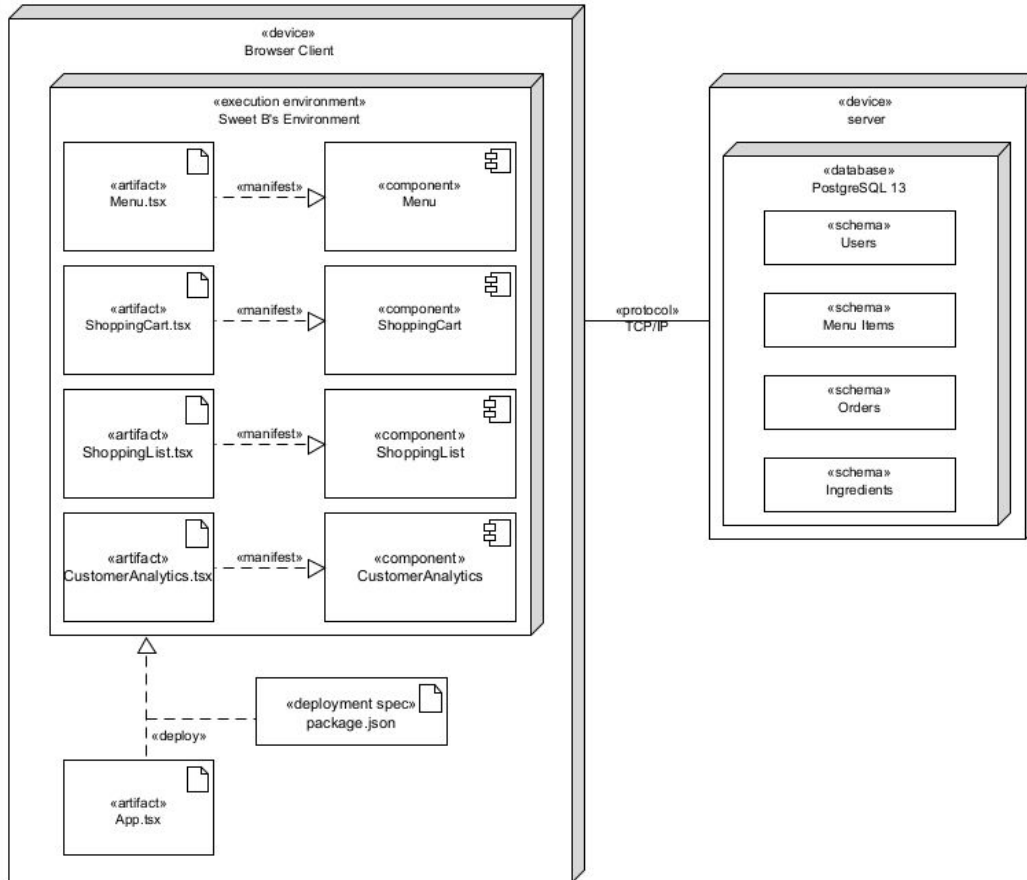 «device»
Browser Client
«execution environment»
Sweet B's Environment
«artifact»
Menu.tsx
«manifest»
«component»
Menu
«artifact»
ShoppingCart.tsx
«manifest»
«component»
ShoppingCart
«artifact»
ShoppingList.tsx
«manifest»
«component»
ShoppingList
«artifact»
CustomerAnalytics.tsx
«manifest»
«component»
CustomerAnalytics
«deployment spec»
package.json
«deploy»
«artifact»
App.tsx
«protocol»
TCP/IP
«device»
server
«database»
PostgreSQL 13
«schema»
Users
«schema»
Menu Items
«schema»
Orders
«schema»
Ingredients